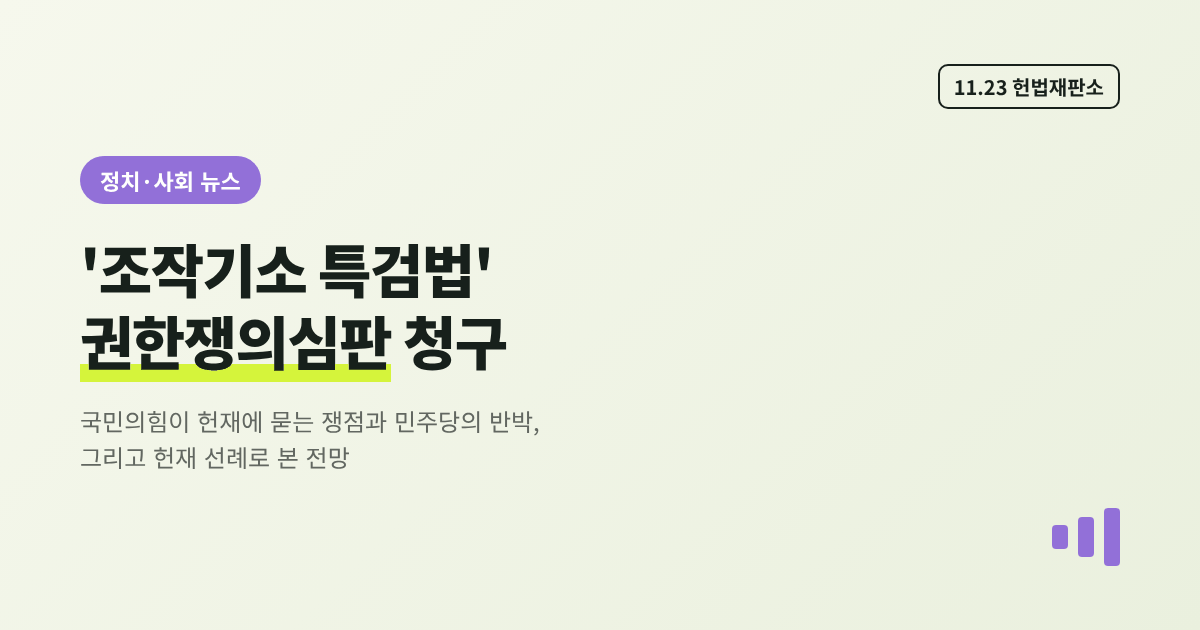 11.23 헌법재판소
정치·사회 뉴스
'조작기소 특검법'
권한쟁의심판 청구
국민의힘이 헌재에 묻는 쟁점과 민주당의 반박,
그리고 헌재 선례로 본 전망